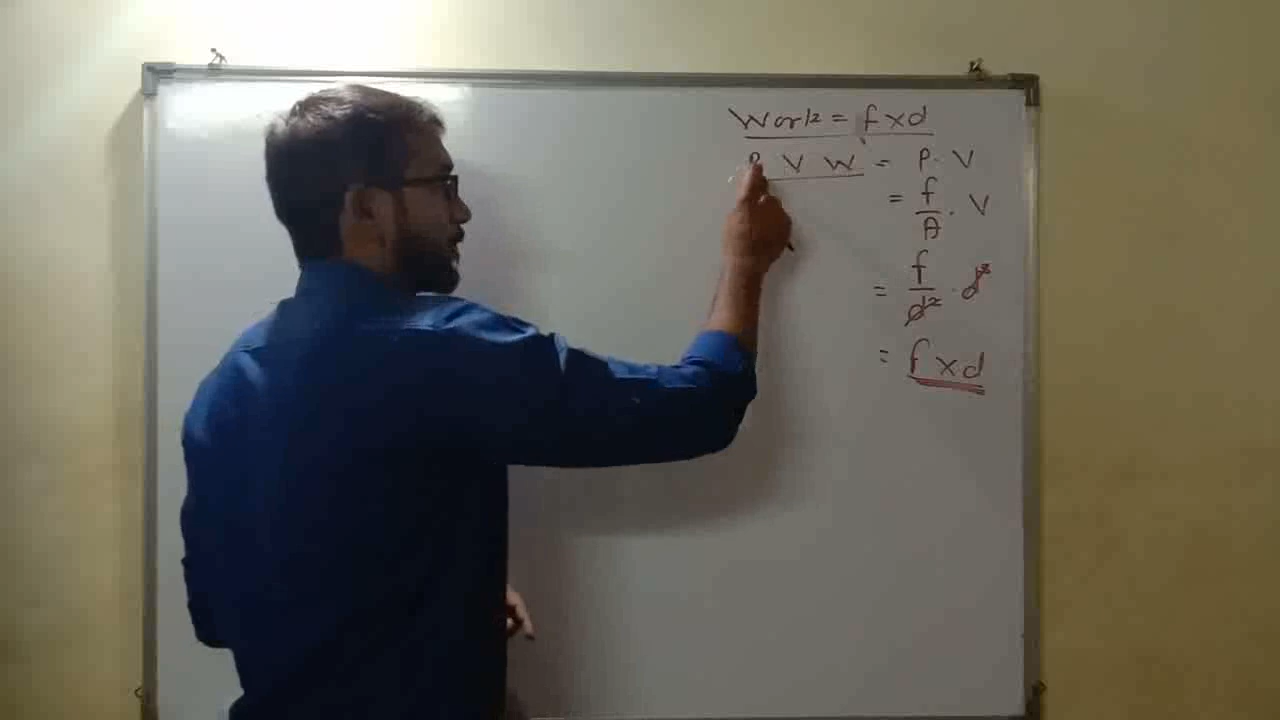 Work = f x d
P V W = P. V
= f/A . V
= f/d² . d³
= f x d